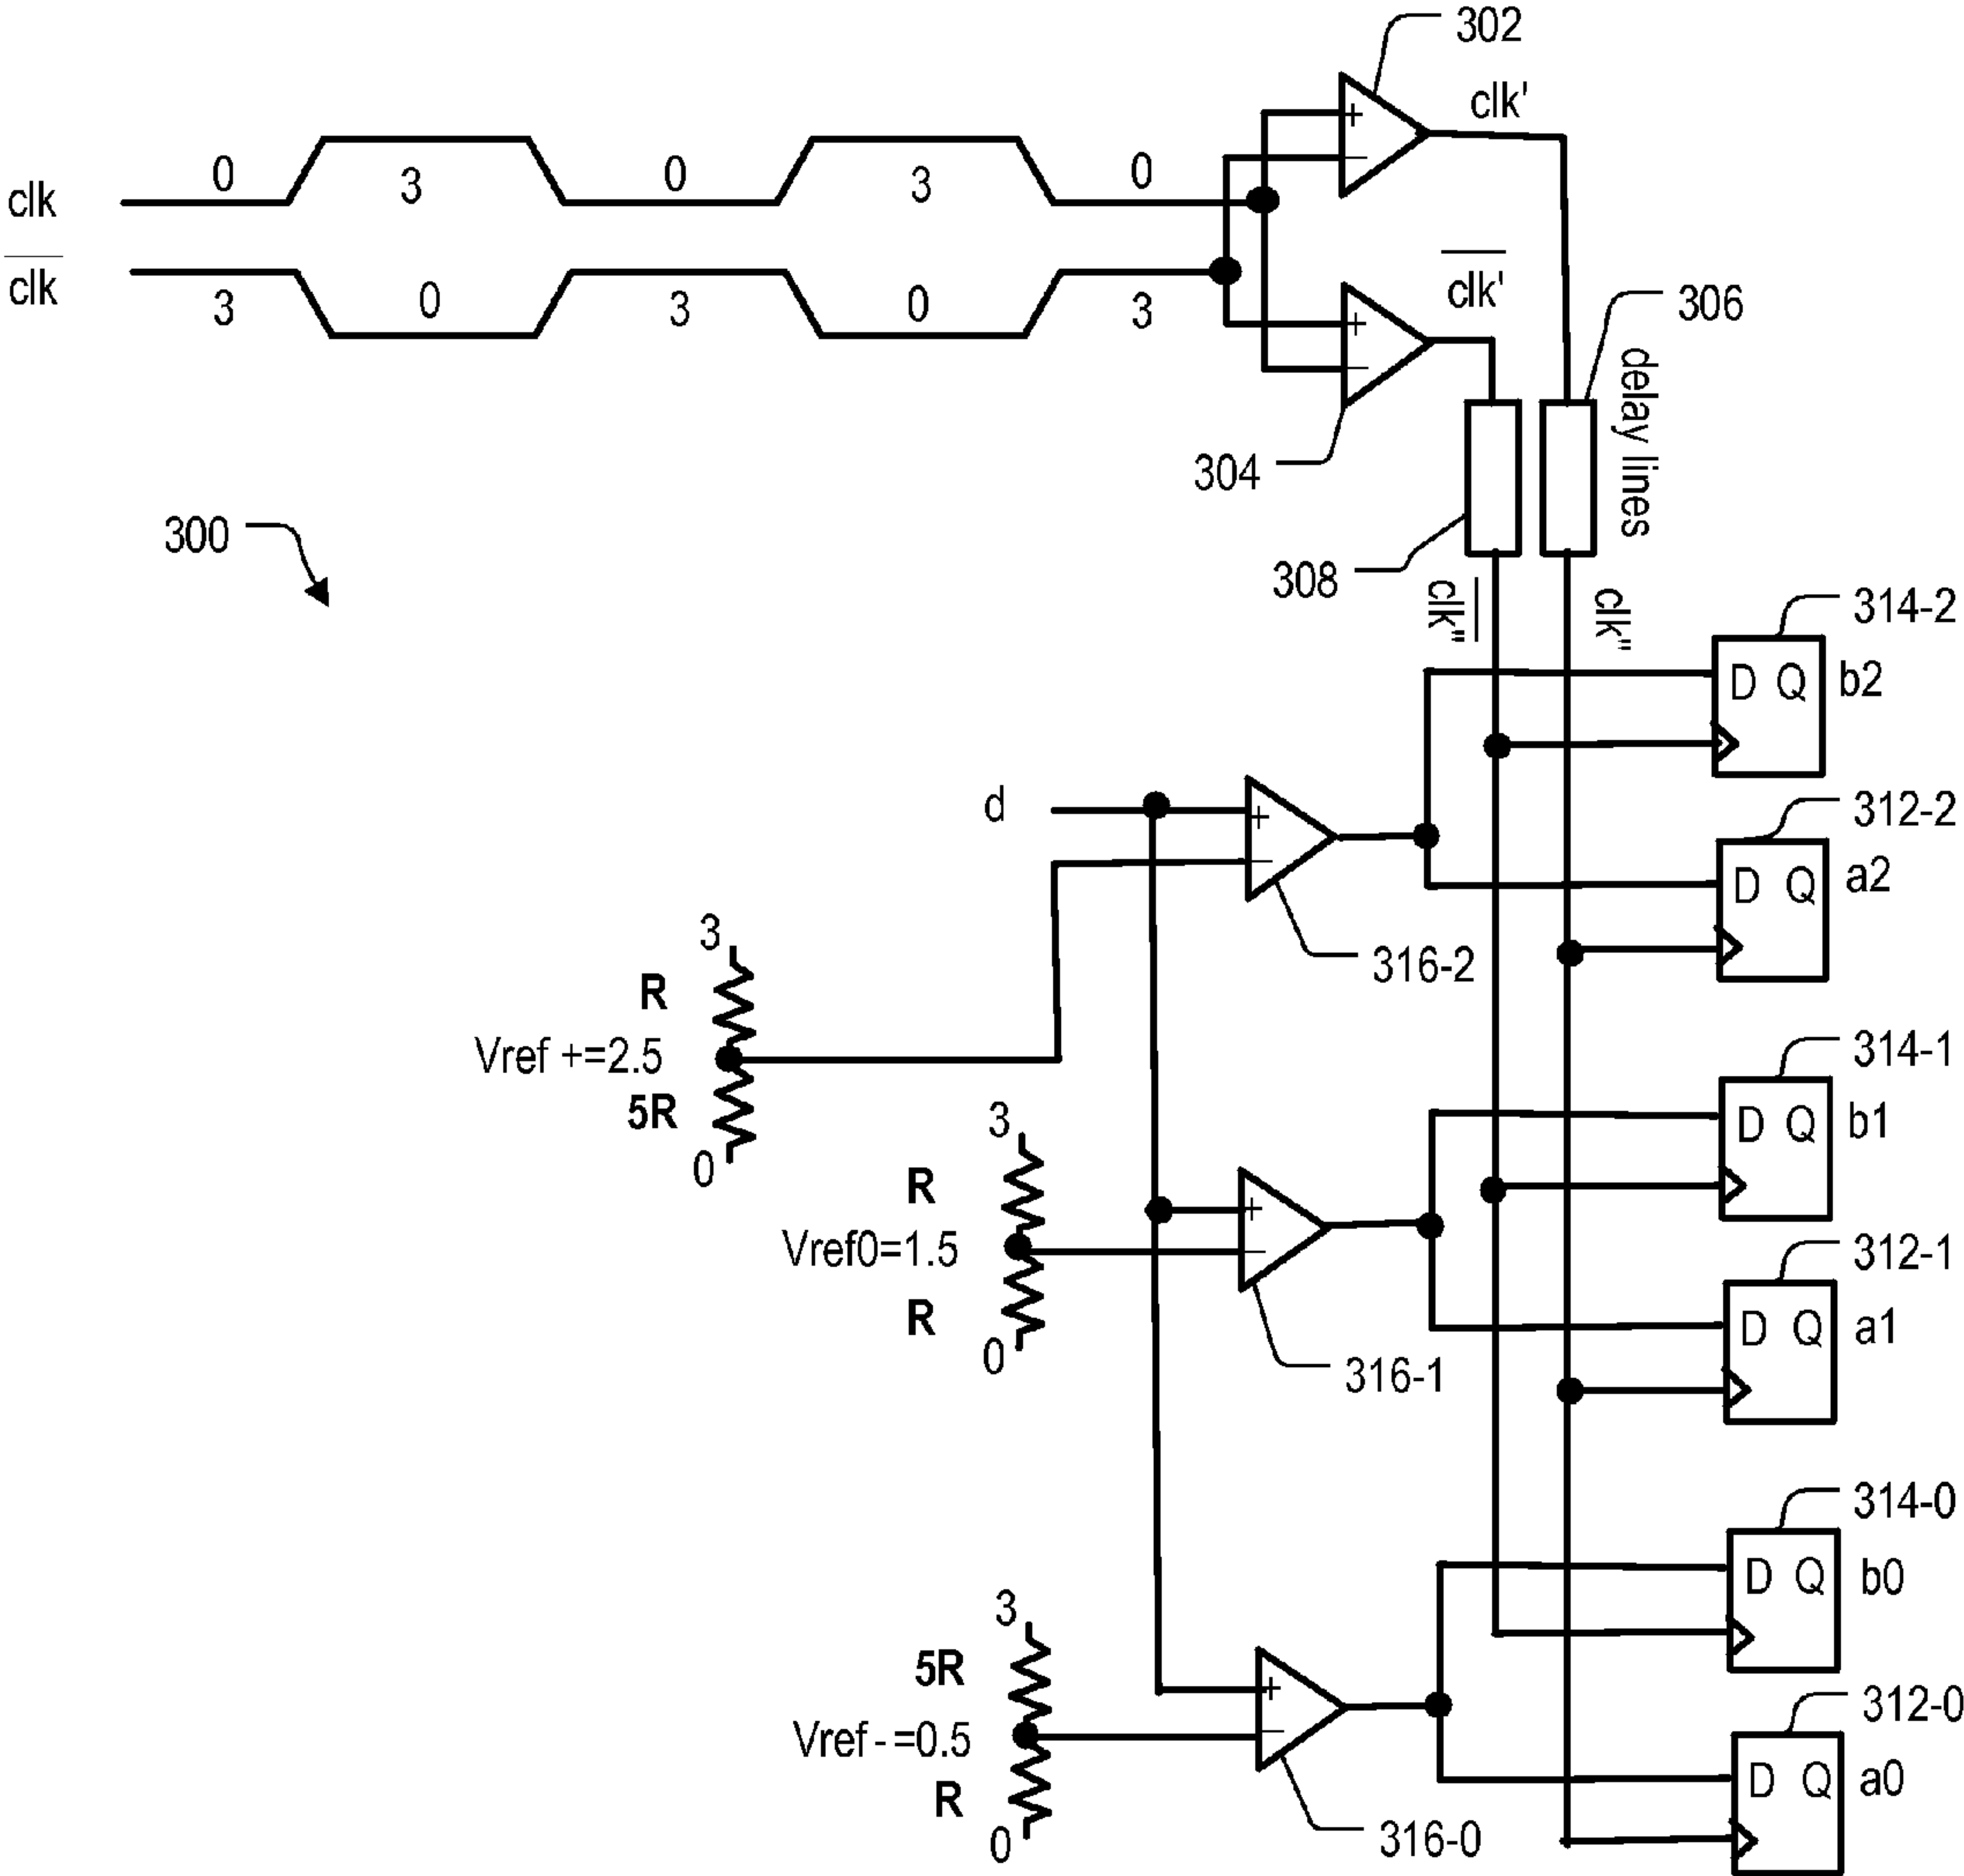 302
clk'
clk 0 3 0 3 0
+
−
clk
3 0 3 0 3
clk'
+
−
306
delay lines
304
300
308
clk"
clk"
314-2
D Q b2
d
+
−
312-2
D Q a2
316-2
3
R
Vref +=2.5
5R
0
314-1
D Q b1
3
R
Vref0=1.5
R
0
+
−
312-1
D Q a1
316-1
314-0
D Q b0
3
5R
Vref - =0.5
R
0
+
−
312-0
D Q a0
316-0